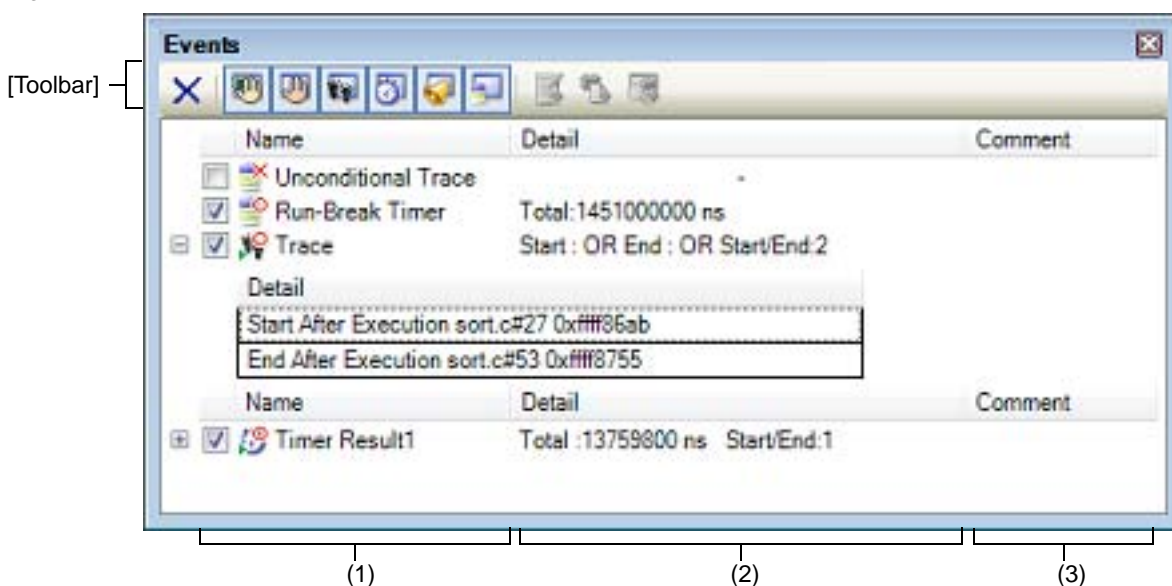 Events
[Toolbar]
Name Detail Comment
Unconditional Trace -
Run-Break Timer Total:1451000000 ns
Trace Start : OR End : OR Start/End:2
Detail
Start After Execution sort.c#27 0xffff86ab
End After Execution sort.c#53 0xffff8755
Name Detail Comment
Timer Result1 Total :13759800 ns Start/End:1
(1) (2) (3)